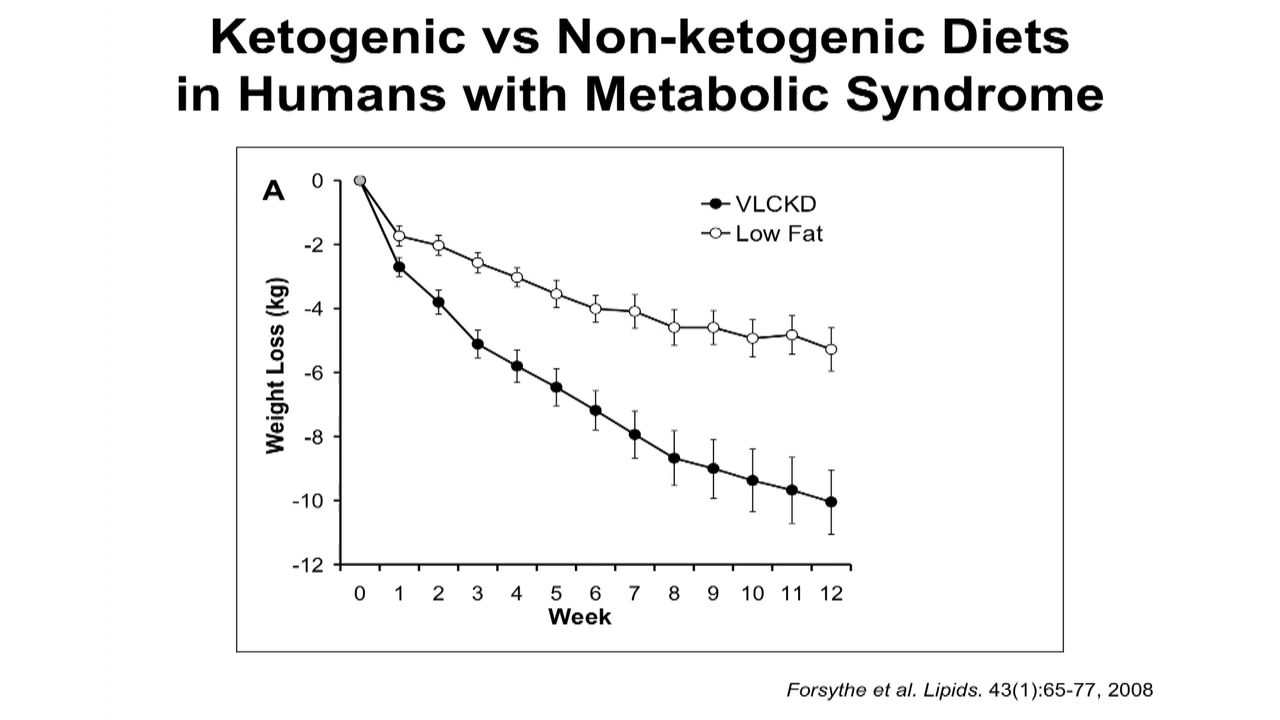 Ketogenic vs Non-ketogenic Diets
in Humans with Metabolic Syndrome
A
VLCKD
Low Fat
Weight Loss (kg)
0
-2
-4
-6
-8
-10
-12
0 1 2 3 4 5 6 7 8 9 10 11 12
Week
Forsythe et al. Lipids. 43(1):65-77, 2008